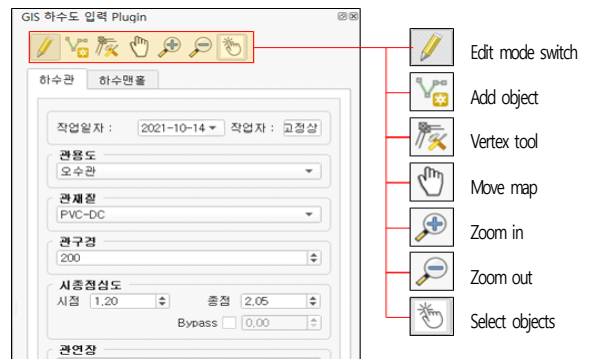 GIS 하수도 입력 Plugin
하수관 하수맨홀
작업일자 : 2021-10-14 작업자 : 고정상
관용도
오수관
관재질
PVC-DC
관구경
200
시종점심도
시점 1,20 종점 2,05
Bypass 0,00
관연장
Edit mode switch
Add object
Vertex tool
Move map
Zoom in
Zoom out
Select objects